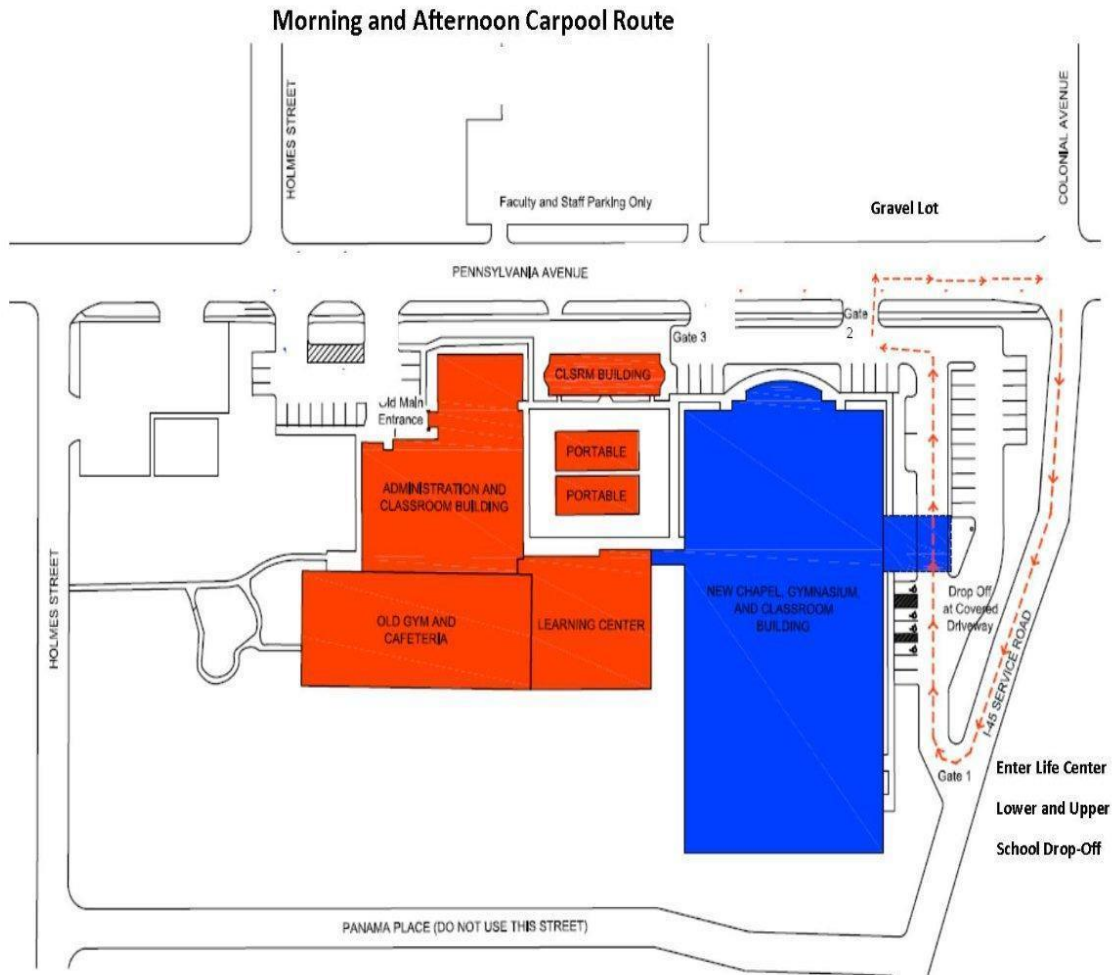 Morning and Afternoon Carpool Route
HOLMES STREET
COLONIAL AVENUE
Faculty and Staff Parking Only
Gravel Lot
PENNSYLVANIA AVENUE
Gate
2
Gate 3
CLSRM BUILDING
Old Main
Entrance
PORTABLE
PORTABLE
ADMINISTRATION AND
CLASSROOM BUILDING
HOLMES STREET
OLD GYM AND
CAFETERIA
LEARNING CENTER
NEW CHAPEL, GYMNASIUM,
AND CLASSROOM
BUILDING
Drop Off
at Covered
Driveway
I-45 SERVICE ROAD
Gate 1
Enter Life Center
Lower and Upper
School Drop-Off
PANAMA PLACE (DO NOT USE THIS STREET)